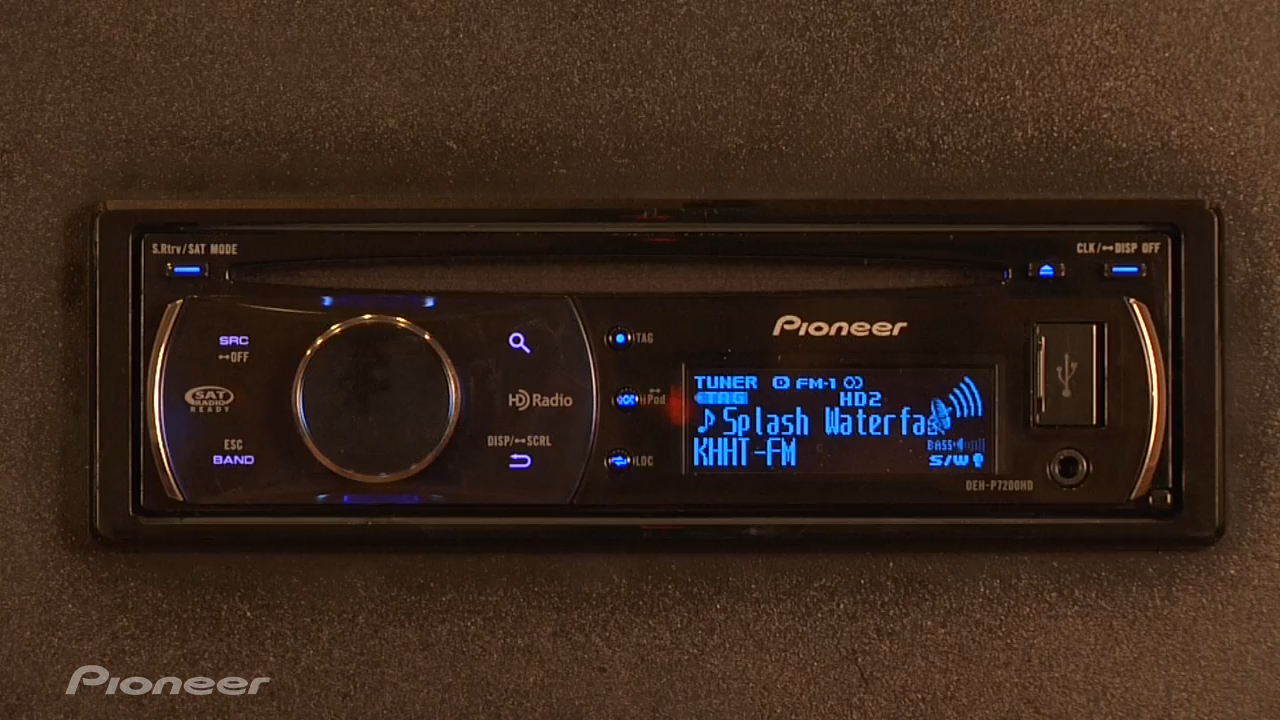 S.Rtrv/SAT MODE
CLK/DISP OFF
SRC
OFF
SAT
RADIO
READY
ESC
BAND
HD Radio
DISP/SCRL
TAG
iPod
LOC
Pioneer
TUNER D FM-1
TAG HD2
♪Splash Waterfa
BASS
KHHT-FM
S/W
DEH-P7200HD
Pioneer